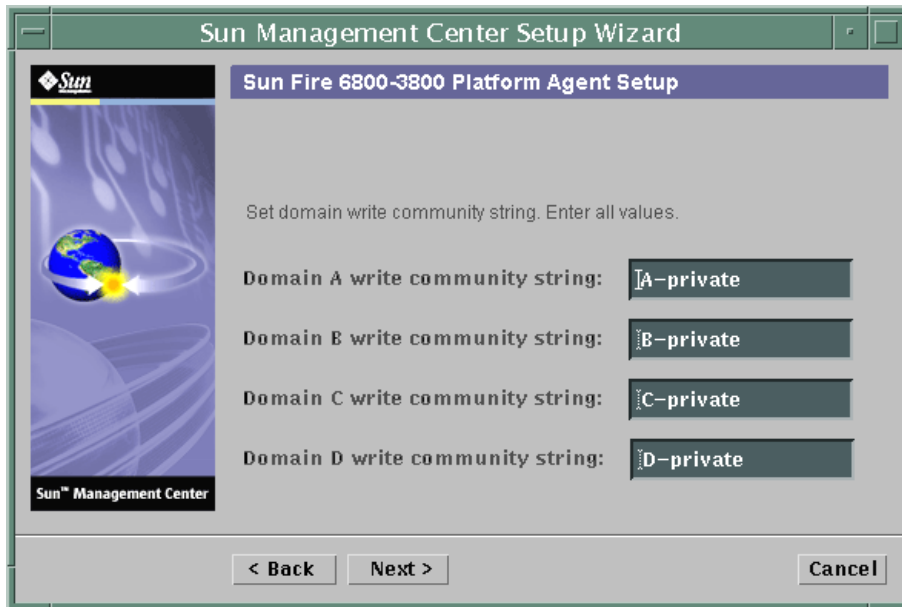 Sun Management Center Setup Wizard
Sun
Sun Fire 6800-3800 Platform Agent Setup
Set domain write community string. Enter all values.
Domain A write community string: A-private
Domain B write community string: B-private
Domain C write community string: C-private
Domain D write community string: D-private
Sun™ Management Center
< Back Next > Cancel